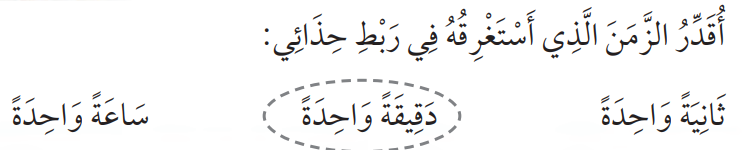 أُقَدِّرُ الزَّمَنَ الَّذِي أَسْتَغْرِقُهُ فِي رَبْطِ حِذَائِي:
ثَانِيَةً وَاحِدَةً دَقِيقَةً وَاحِدَةً سَاعَةً وَاحِدَةً